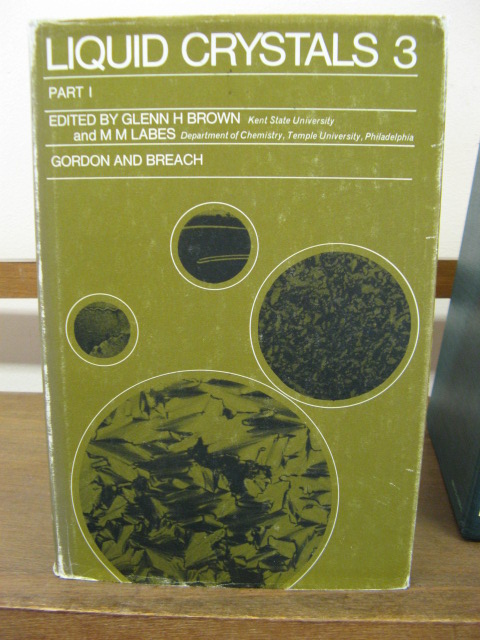 LIQUID CRYSTALS 3
PART I
EDITED BY GLENN H BROWN Kent State University
and M M LABES Department of Chemistry, Temple University, Philadelphia
GORDON AND BREACH